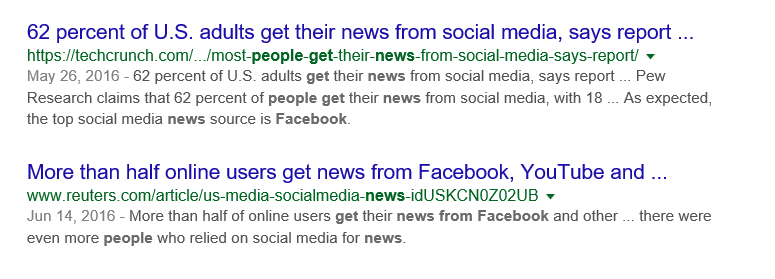 62 percent of U.S. adults get their news from social media, says report ...
https://techcrunch.com/.../most-people-get-their-news-from-social-media-says-report/
May 26, 2016 - 62 percent of U.S. adults get their news from social media, says report ... Pew
Research claims that 62 percent of people get their news from social media, with 18 ... As expected,
the top social media news source is Facebook.
More than half online users get news from Facebook, YouTube and ...
www.reuters.com/article/us-media-socialmedia-news-idUSKCN0Z02UB
Jun 14, 2016 - More than half of online users get their news from Facebook and other ... there were
even more people who relied on social media for news.